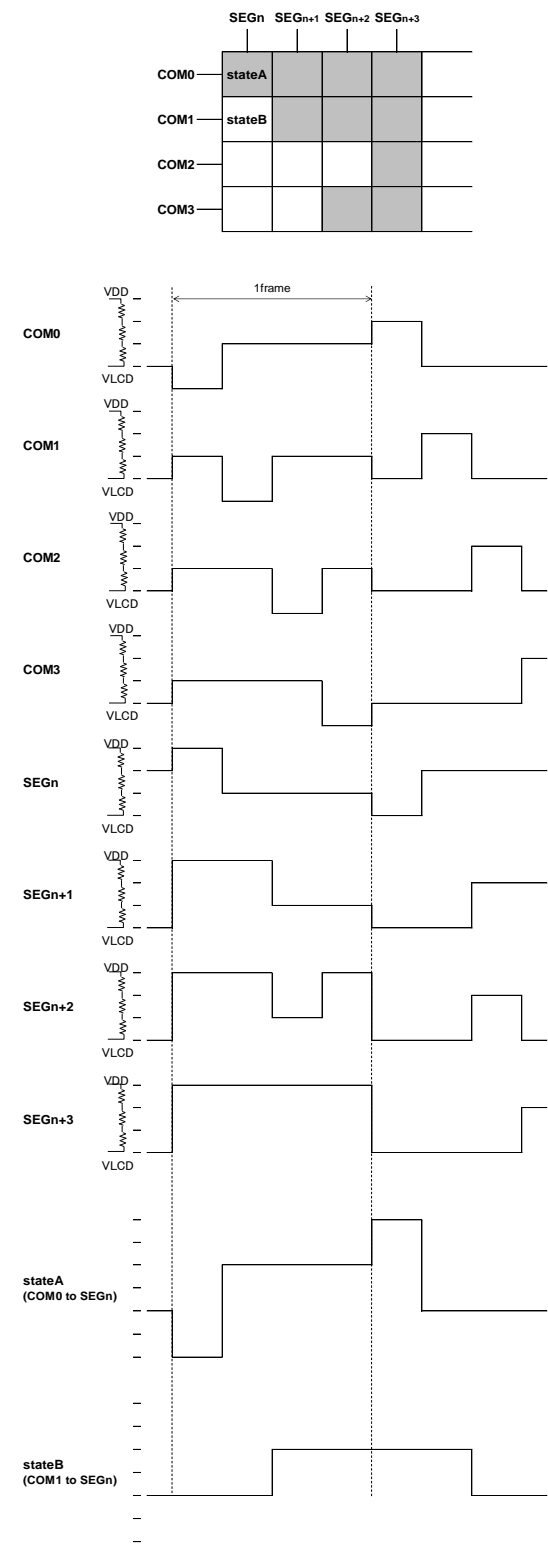 SEGn SEGn+1 SEGn+2 SEGn+3
COM0 stateA
COM1 stateB
COM2
COM3
1frame
VDD
COM0
VLCD
VDD
COM1
VLCD
VDD
COM2
VLCD
VDD
COM3
VLCD
VDD
SEGn
VLCD
VDD
SEGn+1
VLCD
VDD
SEGn+2
VLCD
VDD
SEGn+3
VLCD
stateA
(COM0 to SEGn)
stateB
(COM1 to SEGn)